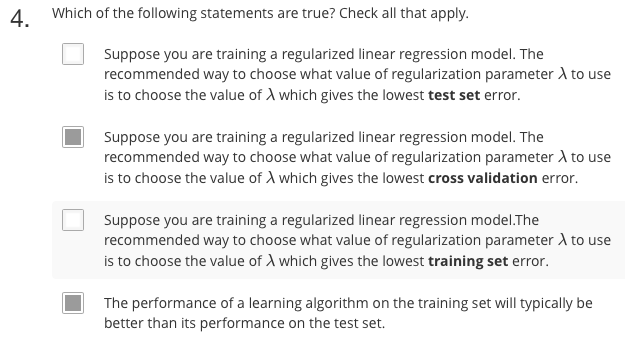 4. Which of the following statements are true? Check all that apply.
Suppose you are training a regularized linear regression model. The
recommended way to choose what value of regularization parameter λ to use
is to choose the value of λ which gives the lowest test set error.
Suppose you are training a regularized linear regression model. The
recommended way to choose what value of regularization parameter λ to use
is to choose the value of λ which gives the lowest cross validation error.
Suppose you are training a regularized linear regression model.The
recommended way to choose what value of regularization parameter λ to use
is to choose the value of λ which gives the lowest training set error.
The performance of a learning algorithm on the training set will typically be
better than its performance on the test set.